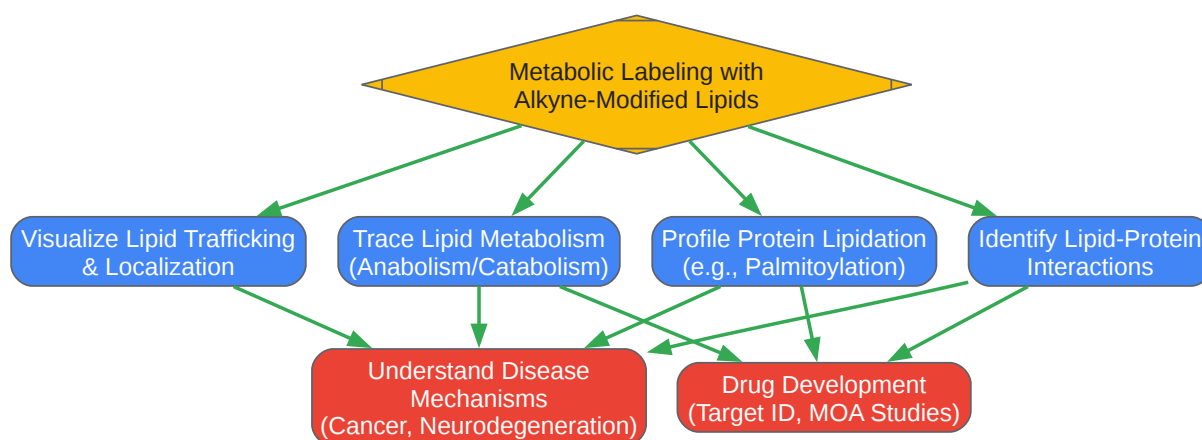 Metabolic Labeling with
Alkyne-Modified Lipids
Visualize Lipid Trafficking
& Localization
Trace Lipid Metabolism
(Anabolism/Catabolism)
Profile Protein Lipidation
(e.g., Palmitoylation)
Identify Lipid-Protein
Interactions
Understand Disease
Mechanisms
(Cancer, Neurodegeneration)
Drug Development
(Target ID, MOA Studies)